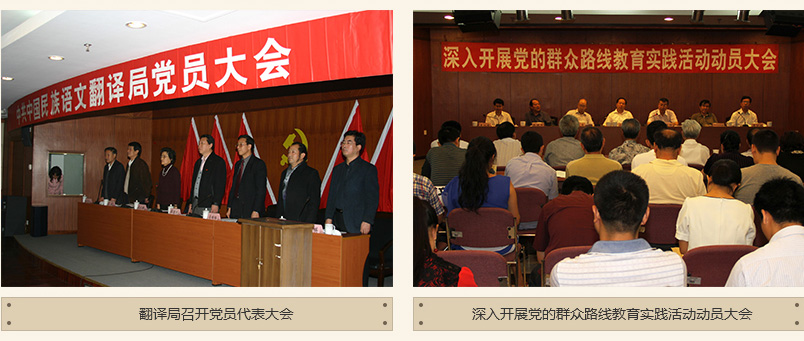 中共中国民族语文翻译局党员大会
深入开展党的群众路线教育实践活动动员大会
翻译局召开党员代表大会
深入开展党的群众路线教育实践活动动员大会